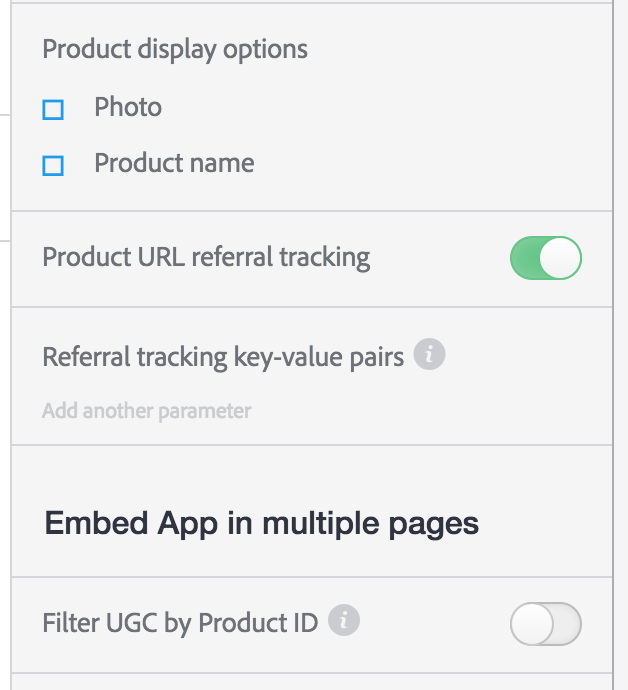 Product display options
Photo
Product name
Product URL referral tracking
Referral tracking key-value pairs i
Add another parameter
Embed App in multiple pages
Filter UGC by Product ID i